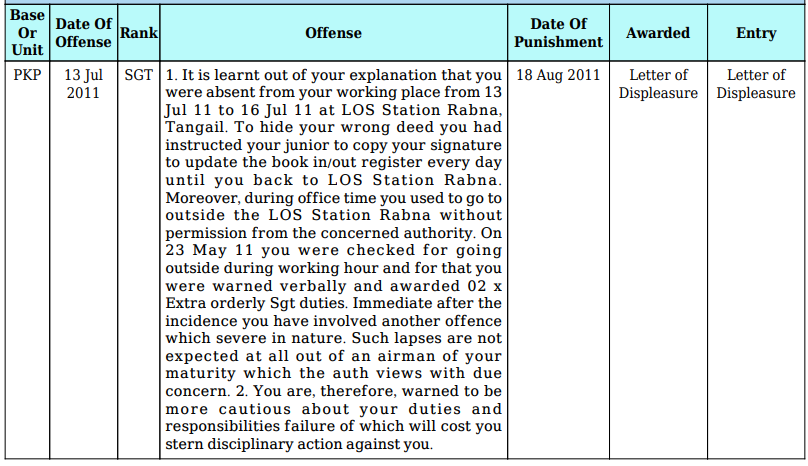 Base Or Unit | Date Of Offense | Rank | Offense | Date Of Punishment | Awarded | Entry
PKP | 13 Jul 2011 | SGT | 1. It is learnt out of your explanation that you | 18 Aug 2011 | Letter of Displeasure | Letter of Displeasure
were absent from your working place from 13
Jul 11 to 16 Jul 11 at LOS Station Rabna,
Tangail. To hide your wrong deed you had
instructed your junior to copy your signature
to update the book in/out register every day
until you back to LOS Station Rabna.
Moreover, during office time you used to go to
outside the LOS Station Rabna without
permission from the concerned authority. On
23 May 11 you were checked for going
outside during working hour and for that you
were warned verbally and awarded 02 x
Extra orderly Sgt duties. Immediate after the
incidence you have involved another offence
which severe in nature. Such lapses are not
expected at all out of an airman of your
maturity which the auth views with due
concern. 2. You are, therefore, warned to be
more cautious about your duties and
responsibilities failure of which will cost you
stern disciplinary action against you.